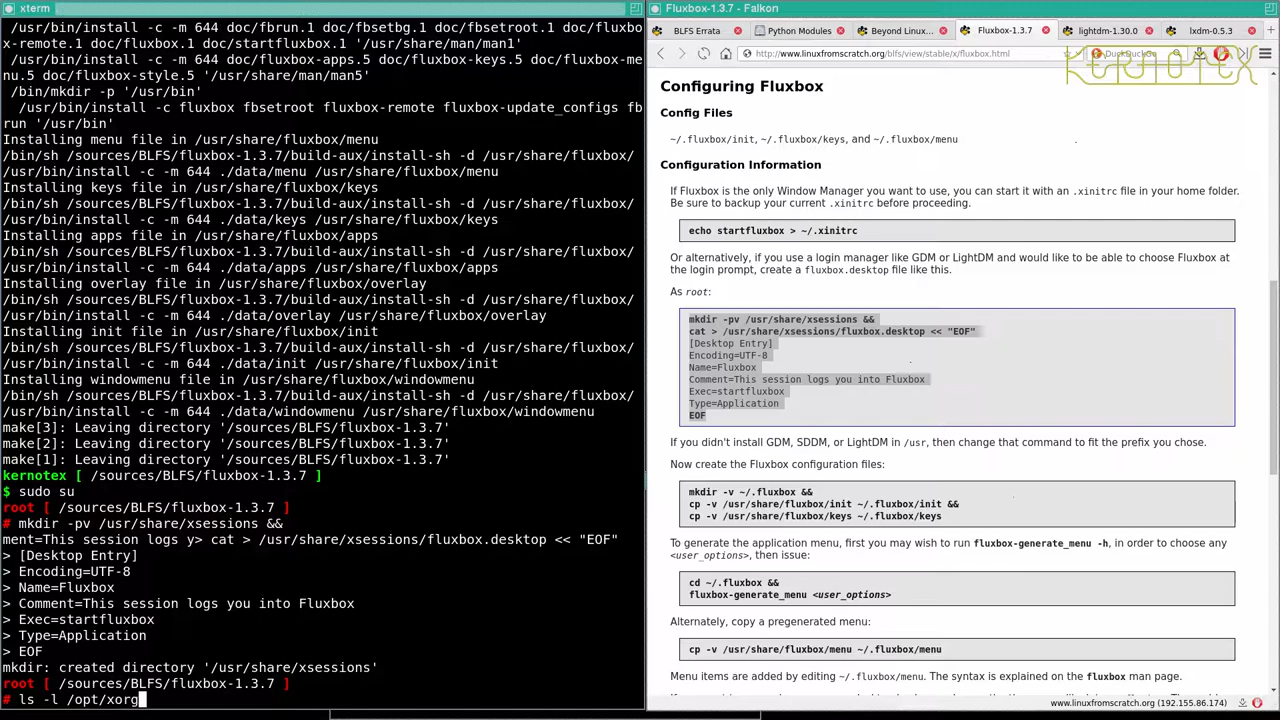 xterm
/usr/bin/install -c -m 644 doc/fbrun.1 doc/fbsetbg.1 doc/fbsetroot.1 doc/fluxbo
x-remote.1 doc/fluxbox.1 doc/startfluxbox.1 '/usr/share/man/man1'
/usr/bin/install -c -m 644 doc/fluxbox-apps.5 doc/fluxbox-keys.5 doc/fluxbox-me
nu.5 doc/fluxbox-style.5 '/usr/share/man/man5'
/bin/mkdir -p '/usr/bin'
/usr/bin/install -c fluxbox fbsetroot fluxbox-remote fluxbox-update_configs fb
run '/usr/bin'
Installing menu file in /usr/share/fluxbox/menu
/bin/sh /sources/BLFS/fluxbox-1.3.7/build-aux/install-sh -d /usr/share/fluxbox/
/usr/bin/install -c -m 644 ./data/menu /usr/share/fluxbox/menu
Installing keys file in /usr/share/fluxbox/keys
/bin/sh /sources/BLFS/fluxbox-1.3.7/build-aux/install-sh -d /usr/share/fluxbox/
/usr/bin/install -c -m 644 ./data/keys /usr/share/fluxbox/keys
Installing apps file in /usr/share/fluxbox/apps
/bin/sh /sources/BLFS/fluxbox-1.3.7/build-aux/install-sh -d /usr/share/fluxbox/
/usr/bin/install -c -m 644 ./data/apps /usr/share/fluxbox/apps
Installing overlay file in /usr/share/fluxbox/overlay
/bin/sh /sources/BLFS/fluxbox-1.3.7/build-aux/install-sh -d /usr/share/fluxbox/
/usr/bin/install -c -m 644 ./data/overlay /usr/share/fluxbox/overlay
Installing init file in /usr/share/fluxbox/init
/bin/sh /sources/BLFS/fluxbox-1.3.7/build-aux/install-sh -d /usr/share/fluxbox/
/usr/bin/install -c -m 644 ./data/init /usr/share/fluxbox/init
Installing windowmenu file in /usr/share/fluxbox/windowmenu
/bin/sh /sources/BLFS/fluxbox-1.3.7/build-aux/install-sh -d /usr/share/fluxbox/
/usr/bin/install -c -m 644 ./data/windowmenu /usr/share/fluxbox/windowmenu
make[3]: Leaving directory '/sources/BLFS/fluxbox-1.3.7'
make[2]: Leaving directory '/sources/BLFS/fluxbox-1.3.7'
make[1]: Leaving directory '/sources/BLFS/fluxbox-1.3.7'
kernotex [ /sources/BLFS/fluxbox-1.3.7 ]
$ sudo su
root [ /sources/BLFS/fluxbox-1.3.7 ]
# mkdir -pv /usr/share/xsessions &&
ment=This session logs y> cat > /usr/share/xsessions/fluxbox.desktop << "EOF"
> [Desktop Entry]
> Encoding=UTF-8
> Name=Fluxbox
> Comment=This session logs you into Fluxbox
> Exec=startfluxbox
> Type=Application
> EOF
mkdir: created directory '/usr/share/xsessions'
root [ /sources/BLFS/fluxbox-1.3.7 ]
# ls -l /opt/xorg
Fluxbox-1.3.7 - Falkon
BLFS Errata
Python Modules
Beyond Linux…
Fluxbox-1.3.7
lightdm-1.30.0
lxdm-0.5.3
http://www.linuxfromscratch.org/blfs/view/stable/x/fluxbox.html
DuckDuckGo
KERNOTEX
Configuring Fluxbox
Config Files
~/.fluxbox/init, ~/.fluxbox/keys, and ~/.fluxbox/menu
Configuration Information
If Fluxbox is the only Window Manager you want to use, you can start it with an .xinitrc file in your home folder.
Be sure to backup your current .xinitrc before proceeding.
echo startfluxbox > ~/.xinitrc
Or alternatively, if you use a login manager like GDM or LightDM and would like to be able to choose Fluxbox at
the login prompt, create a fluxbox.desktop file like this.
As root:
mkdir -pv /usr/share/xsessions &&
cat > /usr/share/xsessions/fluxbox.desktop << "EOF"
[Desktop Entry]
Encoding=UTF-8
Name=Fluxbox
Comment=This session logs you into Fluxbox
Exec=startfluxbox
Type=Application
EOF
If you didn't install GDM, SDDM, or LightDM in /usr, then change that command to fit the prefix you chose.
Now create the Fluxbox configuration files:
mkdir -v ~/.fluxbox &&
cp -v /usr/share/fluxbox/init ~/.fluxbox/init &&
cp -v /usr/share/fluxbox/keys ~/.fluxbox/keys
To generate the application menu, first you may wish to run fluxbox-generate_menu -h, in order to choose any
<user_options>, then issue:
cd ~/.fluxbox &&
fluxbox-generate_menu <user_options>
Alternately, copy a pregenerated menu:
cp -v /usr/share/fluxbox/menu ~/.fluxbox/menu
Menu items are added by editing ~/.fluxbox/menu. The syntax is explained on the fluxbox man page.
www.linuxfromscratch.org (192.155.86.174)